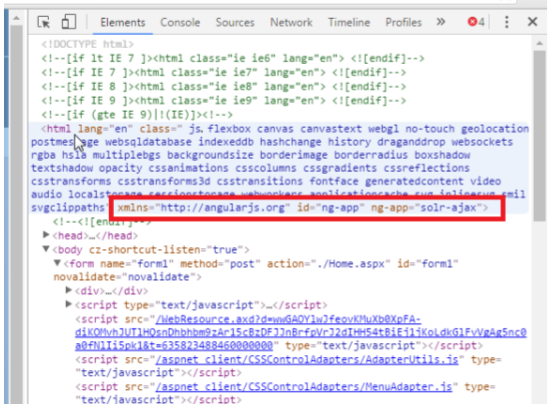 Elements Console Sources Network Timeline Profiles » 4
<!DOCTYPE html>
<!--[if lt IE 7 ]><html class="ie ie6" lang="en"> <![endif]-->
<!--[if IE 7 ]><html class="ie ie7" lang="en"> <![endif]-->
<!--[if IE 8 ]><html class="ie ie8" lang="en"> <![endif]-->
<!--[if IE 9 ]><html class="ie ie9" lang="en"> <![endif]-->
<!--[if (gte IE 9)|!(IE)]><!-->
<html lang="en" class=" js flexbox canvas canvastext webgl no-touch geolocation
postmessage websqldatabase indexeddb hashchange history draganddrop websockets
rgba hsla multiplebgs backgroundsize borderimage borderradius boxshadow
textshadow opacity cssanimations csscolumns cssgradients cssreflections
csstransforms csstransforms3d csstransitions fontface generatedcontent video
audio localstorage sessionstorage webworkers applicationcache svg inlinesvg smil
svgclippaths" xmlns="http://angularjs.org" id="ng-app" ng-app="solr-ajax">
<!--<![endif]-->
<head>…</head>
<body cz-shortcut-listen="true">
<form name="form1" method="post" action="./Home.aspx" id="form1"
novalidate="novalidate">
<div>…</div>
<script type="text/javascript">…</script>
<script src="/WebResource.axd?d=
&t=635823488460000000" type="text/javascript"></script>
<script src="/aspnet_client/CSSControlAdapters/AdapterUtils.js" type=
"text/javascript"></script>
<script src="/aspnet_client/CSSControlAdapters/MenuAdapter.js" type=
"text/javascript"></script>